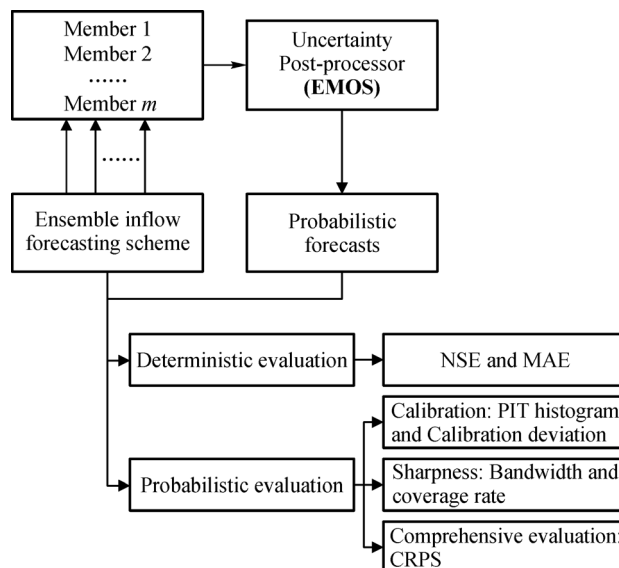 Member 1
Member 2
......
Member m
Uncertainty
Post-processor
(EMOS)
......
Ensemble inflow
forecasting scheme
Probabilistic
forecasts
Deterministic evaluation
NSE and MAE
Calibration: PIT histogram
and Calibration deviation
Probabilistic evaluation
Sharpness: Bandwidth and
coverage rate
Comprehensive evaluation:
CRPS